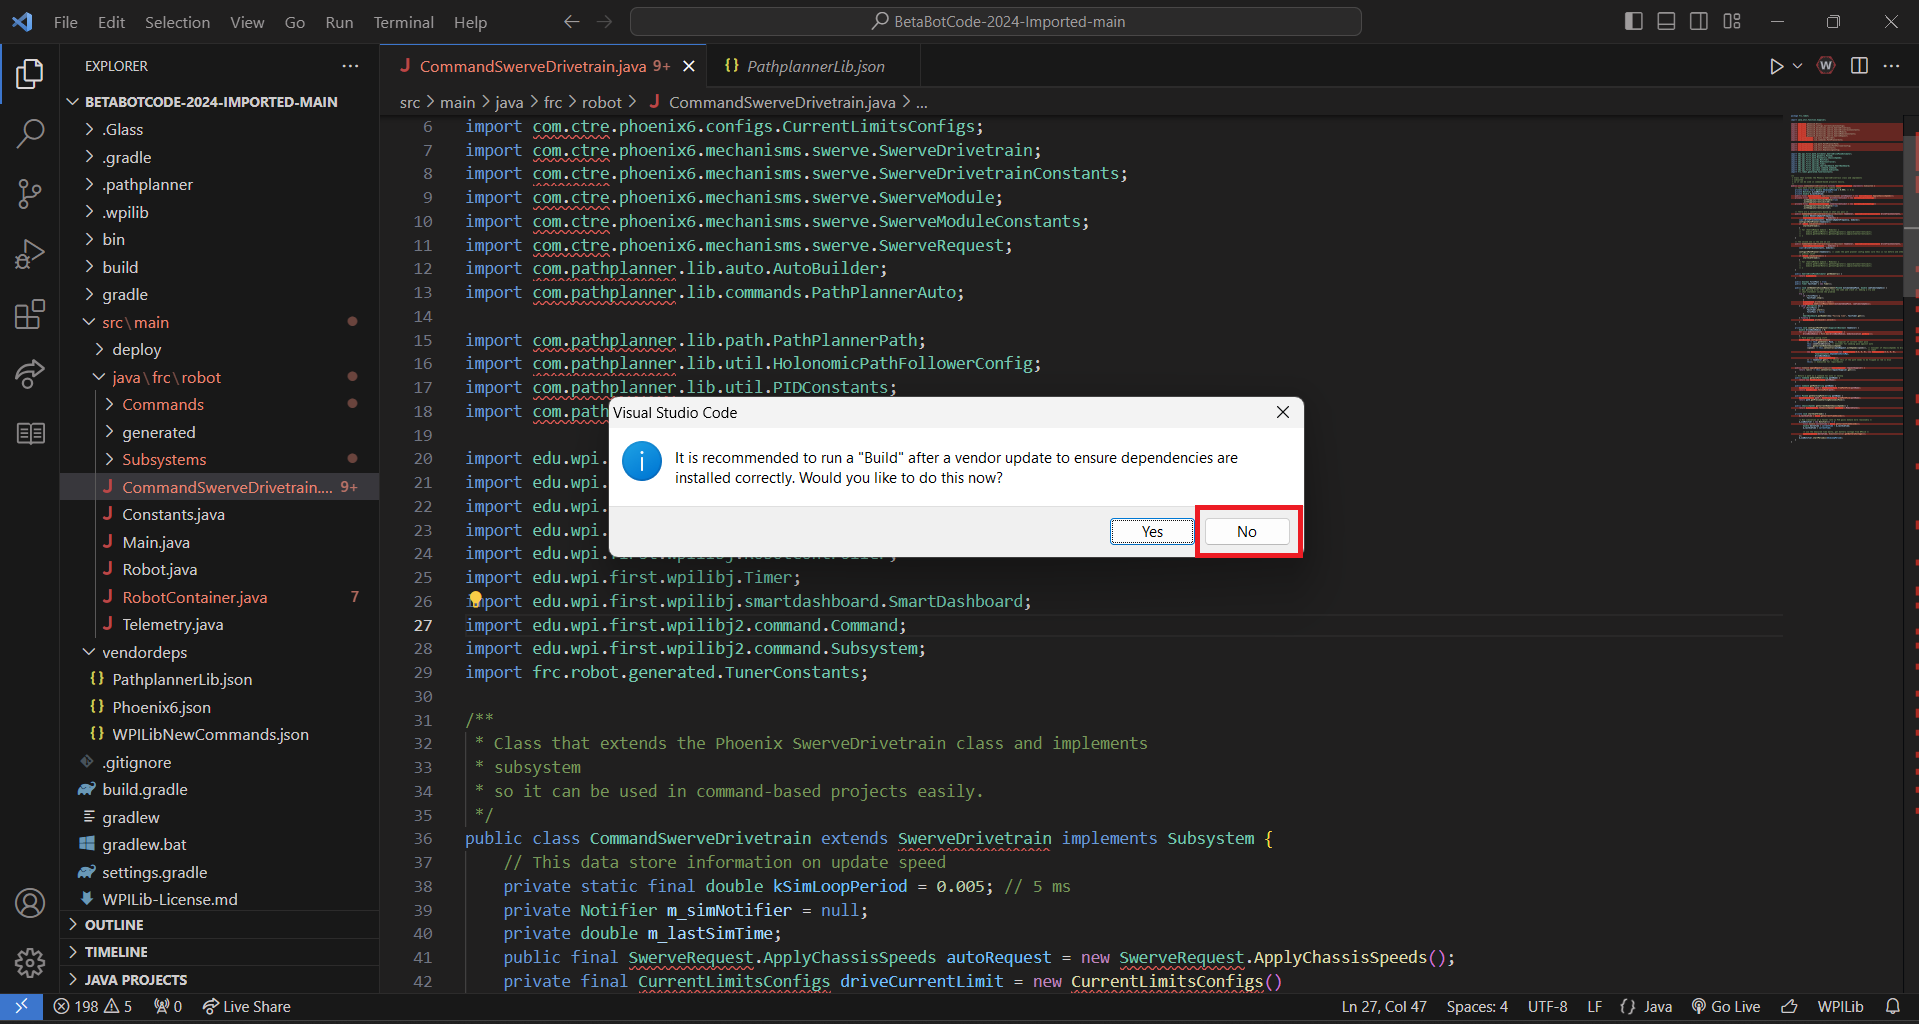 File Edit Selection View Go Run Terminal Help
BetaBotCode-2024-Imported-main
EXPLORER
BETABOTCODE-2024-IMPORTED-MAIN
.Glass
.gradle
.pathplanner
.wpilib
bin
build
gradle
src\main
deploy
java\frc\robot
Commands
generated
Subsystems
J CommandSwerveDrivetrain.... 9+
J Constants.java
J Main.java
J Robot.java
J RobotContainer.java 7
J Telemetry.java
vendordeps
{} PathplannerLib.json
{} Phoenix6.json
{} WPILibNewCommands.json
.gitignore
build.gradle
gradlew
gradlew.bat
settings.gradle
WPILib-License.md
OUTLINE
TIMELINE
JAVA PROJECTS
J CommandSwerveDrivetrain.java 9+
{} PathplannerLib.json
W
src > main > java > frc > robot > J CommandSwerveDrivetrain.java > ...
6 import com.ctre.phoenix6.configs.CurrentLimitsConfigs;
7 import com.ctre.phoenix6.mechanisms.swerve.SwerveDrivetrain;
8 import com.ctre.phoenix6.mechanisms.swerve.SwerveDrivetrainConstants;
9 import com.ctre.phoenix6.mechanisms.swerve.SwerveModule;
10 import com.ctre.phoenix6.mechanisms.swerve.SwerveModuleConstants;
11 import com.ctre.phoenix6.mechanisms.swerve.SwerveRequest;
12 import com.pathplanner.lib.auto.AutoBuilder;
13 import com.pathplanner.lib.commands.PathPlannerAuto;
14
15 import com.pathplanner.lib.path.PathPlannerPath;
16 import com.pathplanner.lib.util.HolonomicPathFollowerConfig;
17 import com.pathplanner.lib.util.PIDConstants;
18 import com.path
19
20 import edu.wpi.
21 import edu.wpi.
22 import edu.wpi.
23 import edu.wpi.
24 import edu.wpi.
25 import edu.wpi.first.wpilibj.Timer;
26 import edu.wpi.first.wpilibj.smartdashboard.SmartDashboard;
27 import edu.wpi.first.wpilibj2.command.Command;
28 import edu.wpi.first.wpilibj2.command.Subsystem;
29 import frc.robot.generated.TunerConstants;
30
31 /**
32 * Class that extends the Phoenix SwerveDrivetrain class and implements
33 * subsystem
34 * so it can be used in command-based projects easily.
35 */
36 public class CommandSwerveDrivetrain extends SwerveDrivetrain implements Subsystem {
37 // This data store information on update speed
38 private static final double kSimLoopPeriod = 0.005; // 5 ms
39 private Notifier m_simNotifier = null;
40 private double m_lastSimTime;
41 public final SwerveRequest.ApplyChassisSpeeds autoRequest = new SwerveRequest.ApplyChassisSpeeds();
42 private final CurrentLimitsConfigs driveCurrentLimit = new CurrentLimitsConfigs()
Visual Studio Code
It is recommended to run a "Build" after a vendor update to ensure dependencies are
installed correctly. Would you like to do this now?
Yes No
198 5 0 Live Share Ln 27, Col 47 Spaces: 4 UTF-8 LF {} Java Go Live WPILib